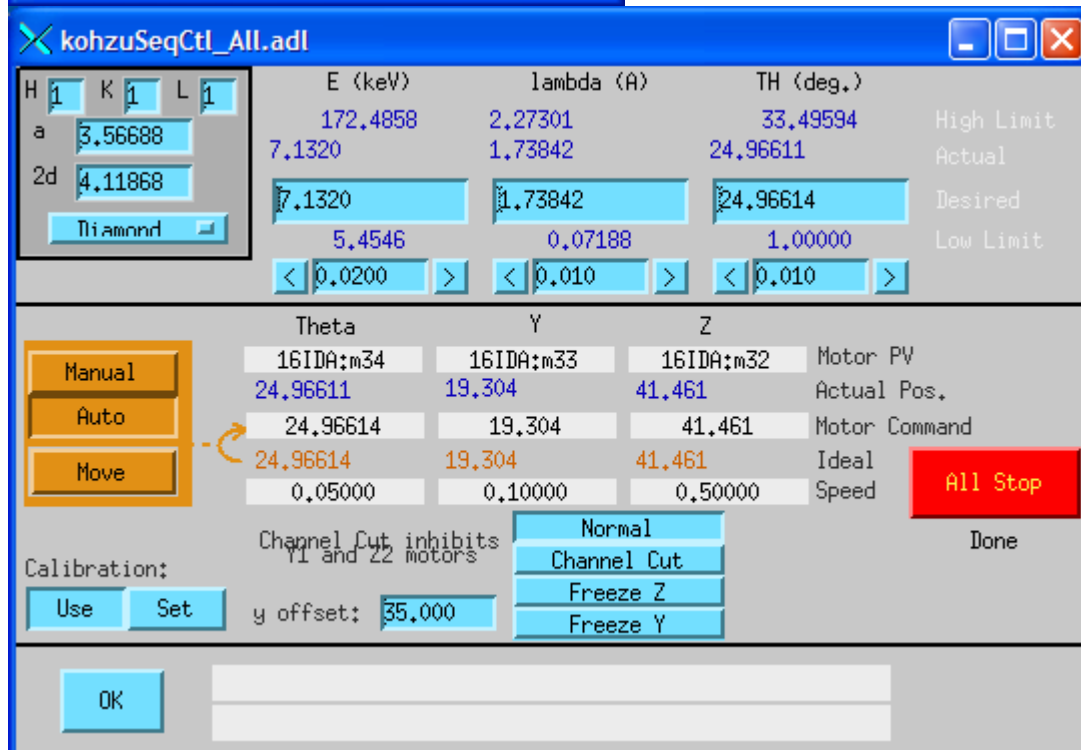 kohzuSeqCtl_All.adl
H 1 K 1 L 1
a 3.56688
2d 4.11868
Diamond
E (keV) lambda (A) TH (deg.)
172.4858 2.27301 33.49594 High Limit
7.1320 1.73842 24.96611 Actual
7.1320 1.73842 24.96614 Desired
5.4546 0.07188 1.00000 Low Limit
< 0.0200 > < 0.010 > < 0.010 >
Theta Y Z
16IDA:m34 16IDA:m33 16IDA:m32 Motor PV
24.96611 19.304 41.461 Actual Pos.
24.96614 19.304 41.461 Motor Command
24.96614 19.304 41.461 Ideal
0.05000 0.10000 0.50000 Speed
Manual
Auto
Move
All Stop
Done
Channel Cut inhibits
Y1 and Z2 motors
Normal
Channel Cut
Freeze Z
Freeze Y
Calibration:
Use Set
y offset: 35.000
OK